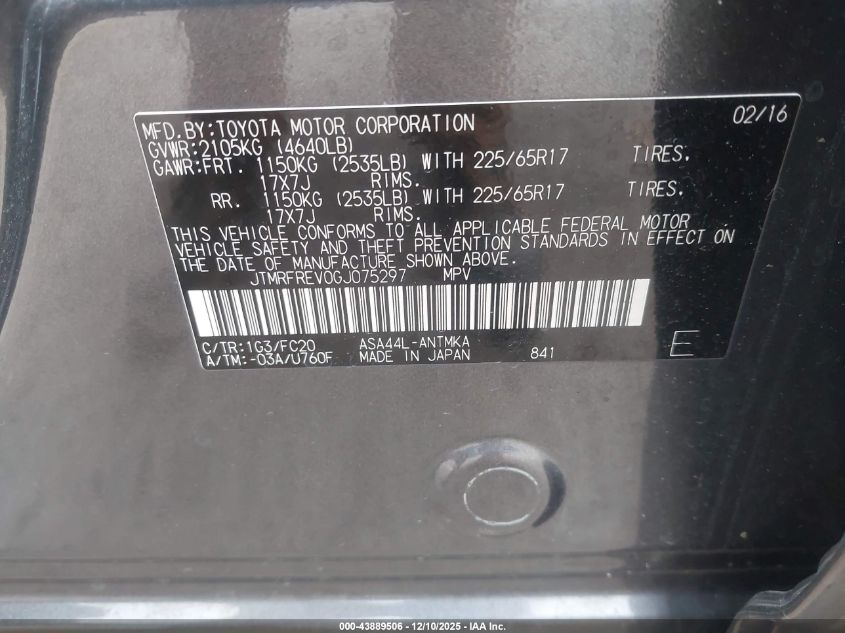 MFD.BY:TOYOTA MOTOR CORPORATION 02/16
GVWR:2105KG (4640LB)
GAWR:FRT. 1150KG (2535LB) WITH 225/65R17 TIRES.
17X7J RIMS.
RR. 1150KG (2535LB) WITH 225/65R17 TIRES.
17X7J RIMS.
THIS VEHICLE CONFORMS TO ALL APPLICABLE FEDERAL MOTOR
VEHICLE SAFETY AND THEFT PREVENTION STANDARDS IN EFFECT ON
THE DATE OF MANUFACTURE SHOWN ABOVE.
JTMRFREV0GJ075297 MPV
C/TR:1G3/FC20 ASA44L-ANTMKA
A/TM:-03A/U760F MADE IN JAPAN 841 E
000-43889506 - 12/10/2025 - IAA Inc.